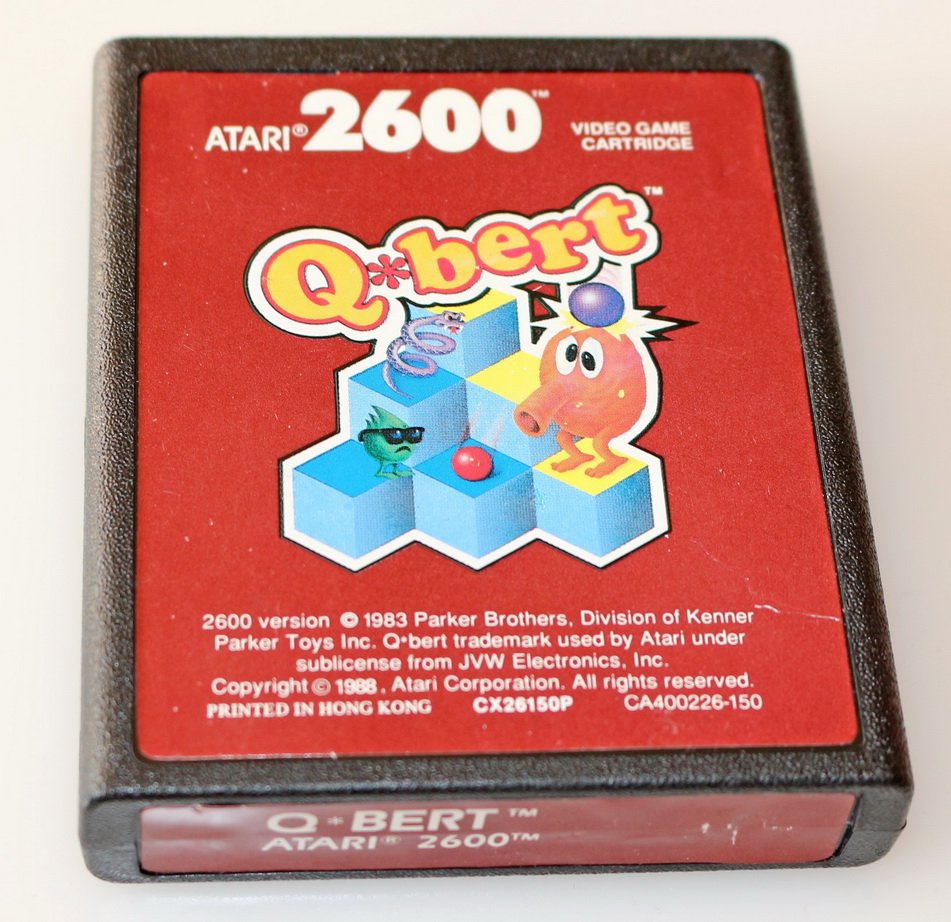 ATARI® 2600™ VIDEO GAME
CARTRIDGE
Q*bert™
2600 version © 1983 Parker Brothers, Division of Kenner
Parker Toys Inc. Q*bert trademark used by Atari under
sublicense from JVW Electronics, Inc.
Copyright © 1988, Atari Corporation. All rights reserved.
PRINTED IN HONG KONG CX26150P CA400226-150
Q*BERT™
ATARI® 2600™